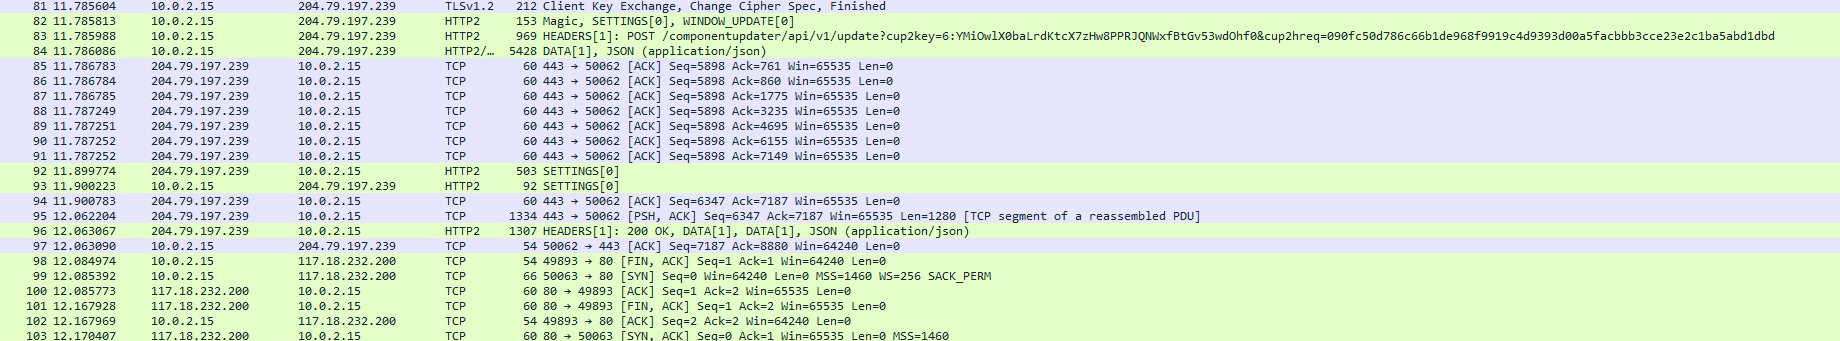 81 11.785604 10.0.2.15 204.79.197.239 TLSv1.2 212 Client Key Exchange, Change Cipher Spec, Finished
82 11.785813 10.0.2.15 204.79.197.239 HTTP2 153 Magic, SETTINGS[0], WINDOW_UPDATE[0]
83 11.785988 10.0.2.15 204.79.197.239 HTTP2 969 HEADERS[1]: POST /componentupdater/api/v1/update?cup2key=6:YMiOwlX0baLrdKtcX7zHw8PPRJQNWxfBtGv53wdOhf0&cup2hreq=090fc50d786c66b1de968f9919c4d9393d00a5facbbb3cce23e2c1ba5abd1dbd
84 11.786086 10.0.2.15 204.79.197.239 HTTP2/… 5428 DATA[1], JSON (application/json)
85 11.786783 204.79.197.239 10.0.2.15 TCP 60 443 → 50062 [ACK] Seq=5898 Ack=761 Win=65535 Len=0
86 11.786784 204.79.197.239 10.0.2.15 TCP 60 443 → 50062 [ACK] Seq=5898 Ack=860 Win=65535 Len=0
87 11.786785 204.79.197.239 10.0.2.15 TCP 60 443 → 50062 [ACK] Seq=5898 Ack=1775 Win=65535 Len=0
88 11.787249 204.79.197.239 10.0.2.15 TCP 60 443 → 50062 [ACK] Seq=5898 Ack=3235 Win=65535 Len=0
89 11.787251 204.79.197.239 10.0.2.15 TCP 60 443 → 50062 [ACK] Seq=5898 Ack=4695 Win=65535 Len=0
90 11.787252 204.79.197.239 10.0.2.15 TCP 60 443 → 50062 [ACK] Seq=5898 Ack=6155 Win=65535 Len=0
91 11.787252 204.79.197.239 10.0.2.15 TCP 60 443 → 50062 [ACK] Seq=5898 Ack=7149 Win=65535 Len=0
92 11.899774 204.79.197.239 10.0.2.15 HTTP2 503 SETTINGS[0]
93 11.900223 10.0.2.15 204.79.197.239 HTTP2 92 SETTINGS[0]
94 11.900783 204.79.197.239 10.0.2.15 TCP 60 443 → 50062 [ACK] Seq=6347 Ack=7187 Win=65535 Len=0
95 12.062204 204.79.197.239 10.0.2.15 TCP 1334 443 → 50062 [PSH, ACK] Seq=6347 Ack=7187 Win=65535 Len=1280 [TCP segment of a reassembled PDU]
96 12.063067 204.79.197.239 10.0.2.15 HTTP2 1307 HEADERS[1]: 200 OK, DATA[1], DATA[1], JSON (application/json)
97 12.063090 10.0.2.15 204.79.197.239 TCP 54 50062 → 443 [ACK] Seq=7187 Ack=8880 Win=64240 Len=0
98 12.084974 10.0.2.15 117.18.232.200 TCP 54 49893 → 80 [FIN, ACK] Seq=1 Ack=1 Win=64240 Len=0
99 12.085392 10.0.2.15 117.18.232.200 TCP 66 50063 → 80 [SYN] Seq=0 Win=64240 Len=0 MSS=1460 WS=256 SACK_PERM
100 12.085773 117.18.232.200 10.0.2.15 TCP 60 80 → 49893 [ACK] Seq=1 Ack=2 Win=65535 Len=0
101 12.167928 117.18.232.200 10.0.2.15 TCP 60 80 → 49893 [FIN, ACK] Seq=1 Ack=2 Win=65535 Len=0
102 12.167969 10.0.2.15 117.18.232.200 TCP 54 49893 → 80 [ACK] Seq=2 Ack=2 Win=64240 Len=0
103 12.170407 117.18.232.200 10.0.2.15 TCP 60 80 → 50063 [SYN, ACK] Seq=0 Ack=1 Win=65535 Len=0 MSS=1460